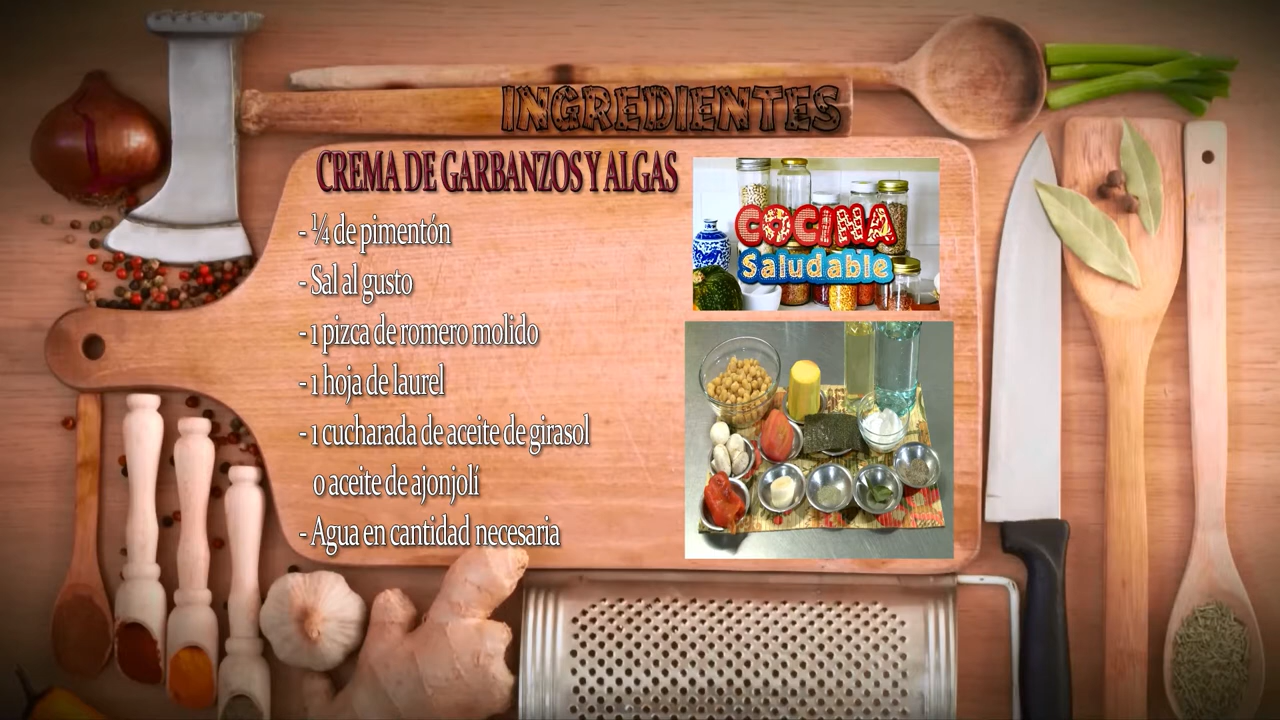 INGREDIENTES
CREMA DE GARBANZOS Y ALGAS
- ¼ de pimentón
- Sal al gusto
- 1 pizca de romero molido
- 1 hoja de laurel
- 1 cucharada de aceite de girasol
o aceite de ajonjolí
- Agua en cantidad necesaria
COCINA
Saludable